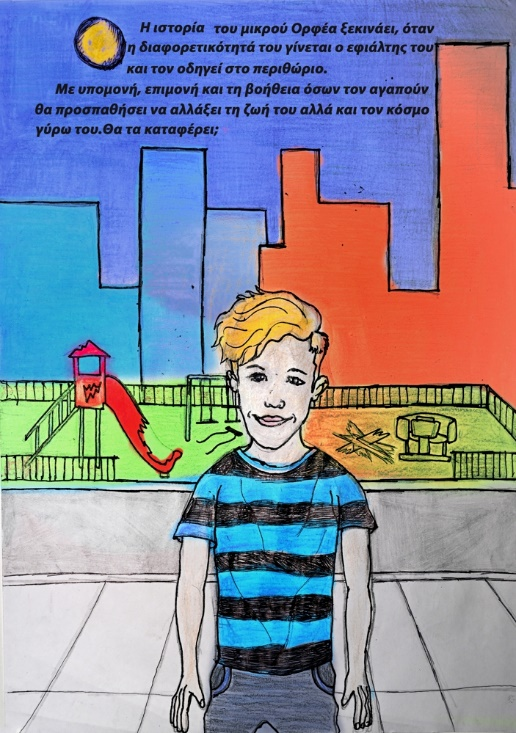 Η ιστορία του μικρού Ορφέα ξεκινάει, όταν
η διαφορετικότητά του γίνεται ο εφιάλτης του
και τον οδηγεί στο περιθώριο.
Με υπομονή, επιμονή και τη βοήθεια όσων τον αγαπούν
θα προσπαθήσει να αλλάξει τη ζωή του αλλά και τον κόσμο
γύρω του.Θα τα καταφέρει;